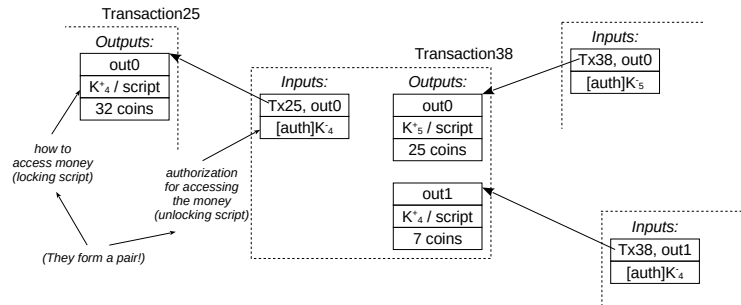 Transaction25
Outputs:
out0
K⁺₄ / script
32 coins
how to
access money
(locking script)
(They form a pair!)
authorization
for accessing
the money
(unlocking script)
Transaction38
Inputs:
Tx25, out0
[auth]K⁻₄
Outputs:
out0
K⁺₅ / script
25 coins
out1
K⁺₄ / script
7 coins
Inputs:
Tx38, out0
[auth]K⁻₅
Inputs:
Tx38, out1
[auth]K⁻₄